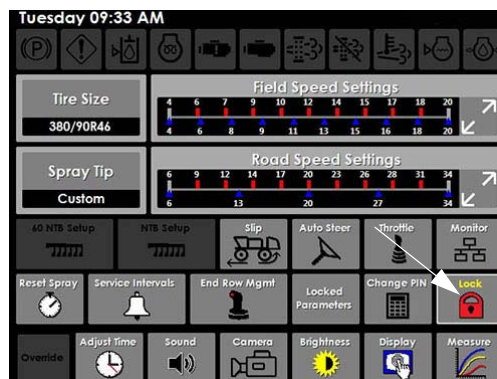 Tuesday 09:33 AM
(P)
Tire Size
380/90R46
Field Speed Settings
4 6 7 9 10 12 14 15 17 18 20
4 6 8 9 11 13 15 16 18 20
Spray Tip
Custom
Road Speed Settings
6 9 12 13 16 20 23 25 28 31 34
6 13 20 27 34
60 NTB Setup
NTB Setup
Slip
Auto Steer
Throttle
Monitor
Reset Spray
Service Intervals
End Row Mgmt
Locked
Parameters
Change PIN
Lock
Override
Adjust Time
Sound
Camera
Brightness
Display
Measure